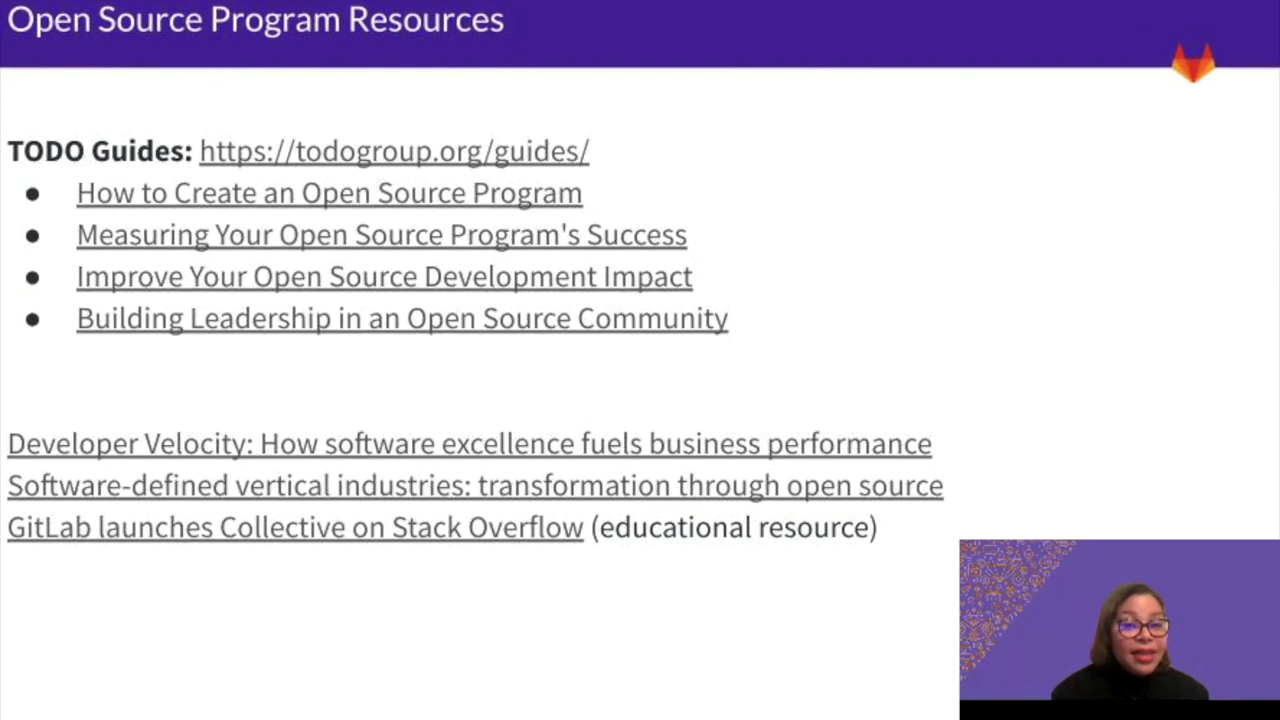 Open Source Program Resources
TODO Guides: https://todogroup.org/guides/
● How to Create an Open Source Program
● Measuring Your Open Source Program's Success
● Improve Your Open Source Development Impact
● Building Leadership in an Open Source Community
Developer Velocity: How software excellence fuels business performance
Software-defined vertical industries: transformation through open source
GitLab launches Collective on Stack Overflow (educational resource)